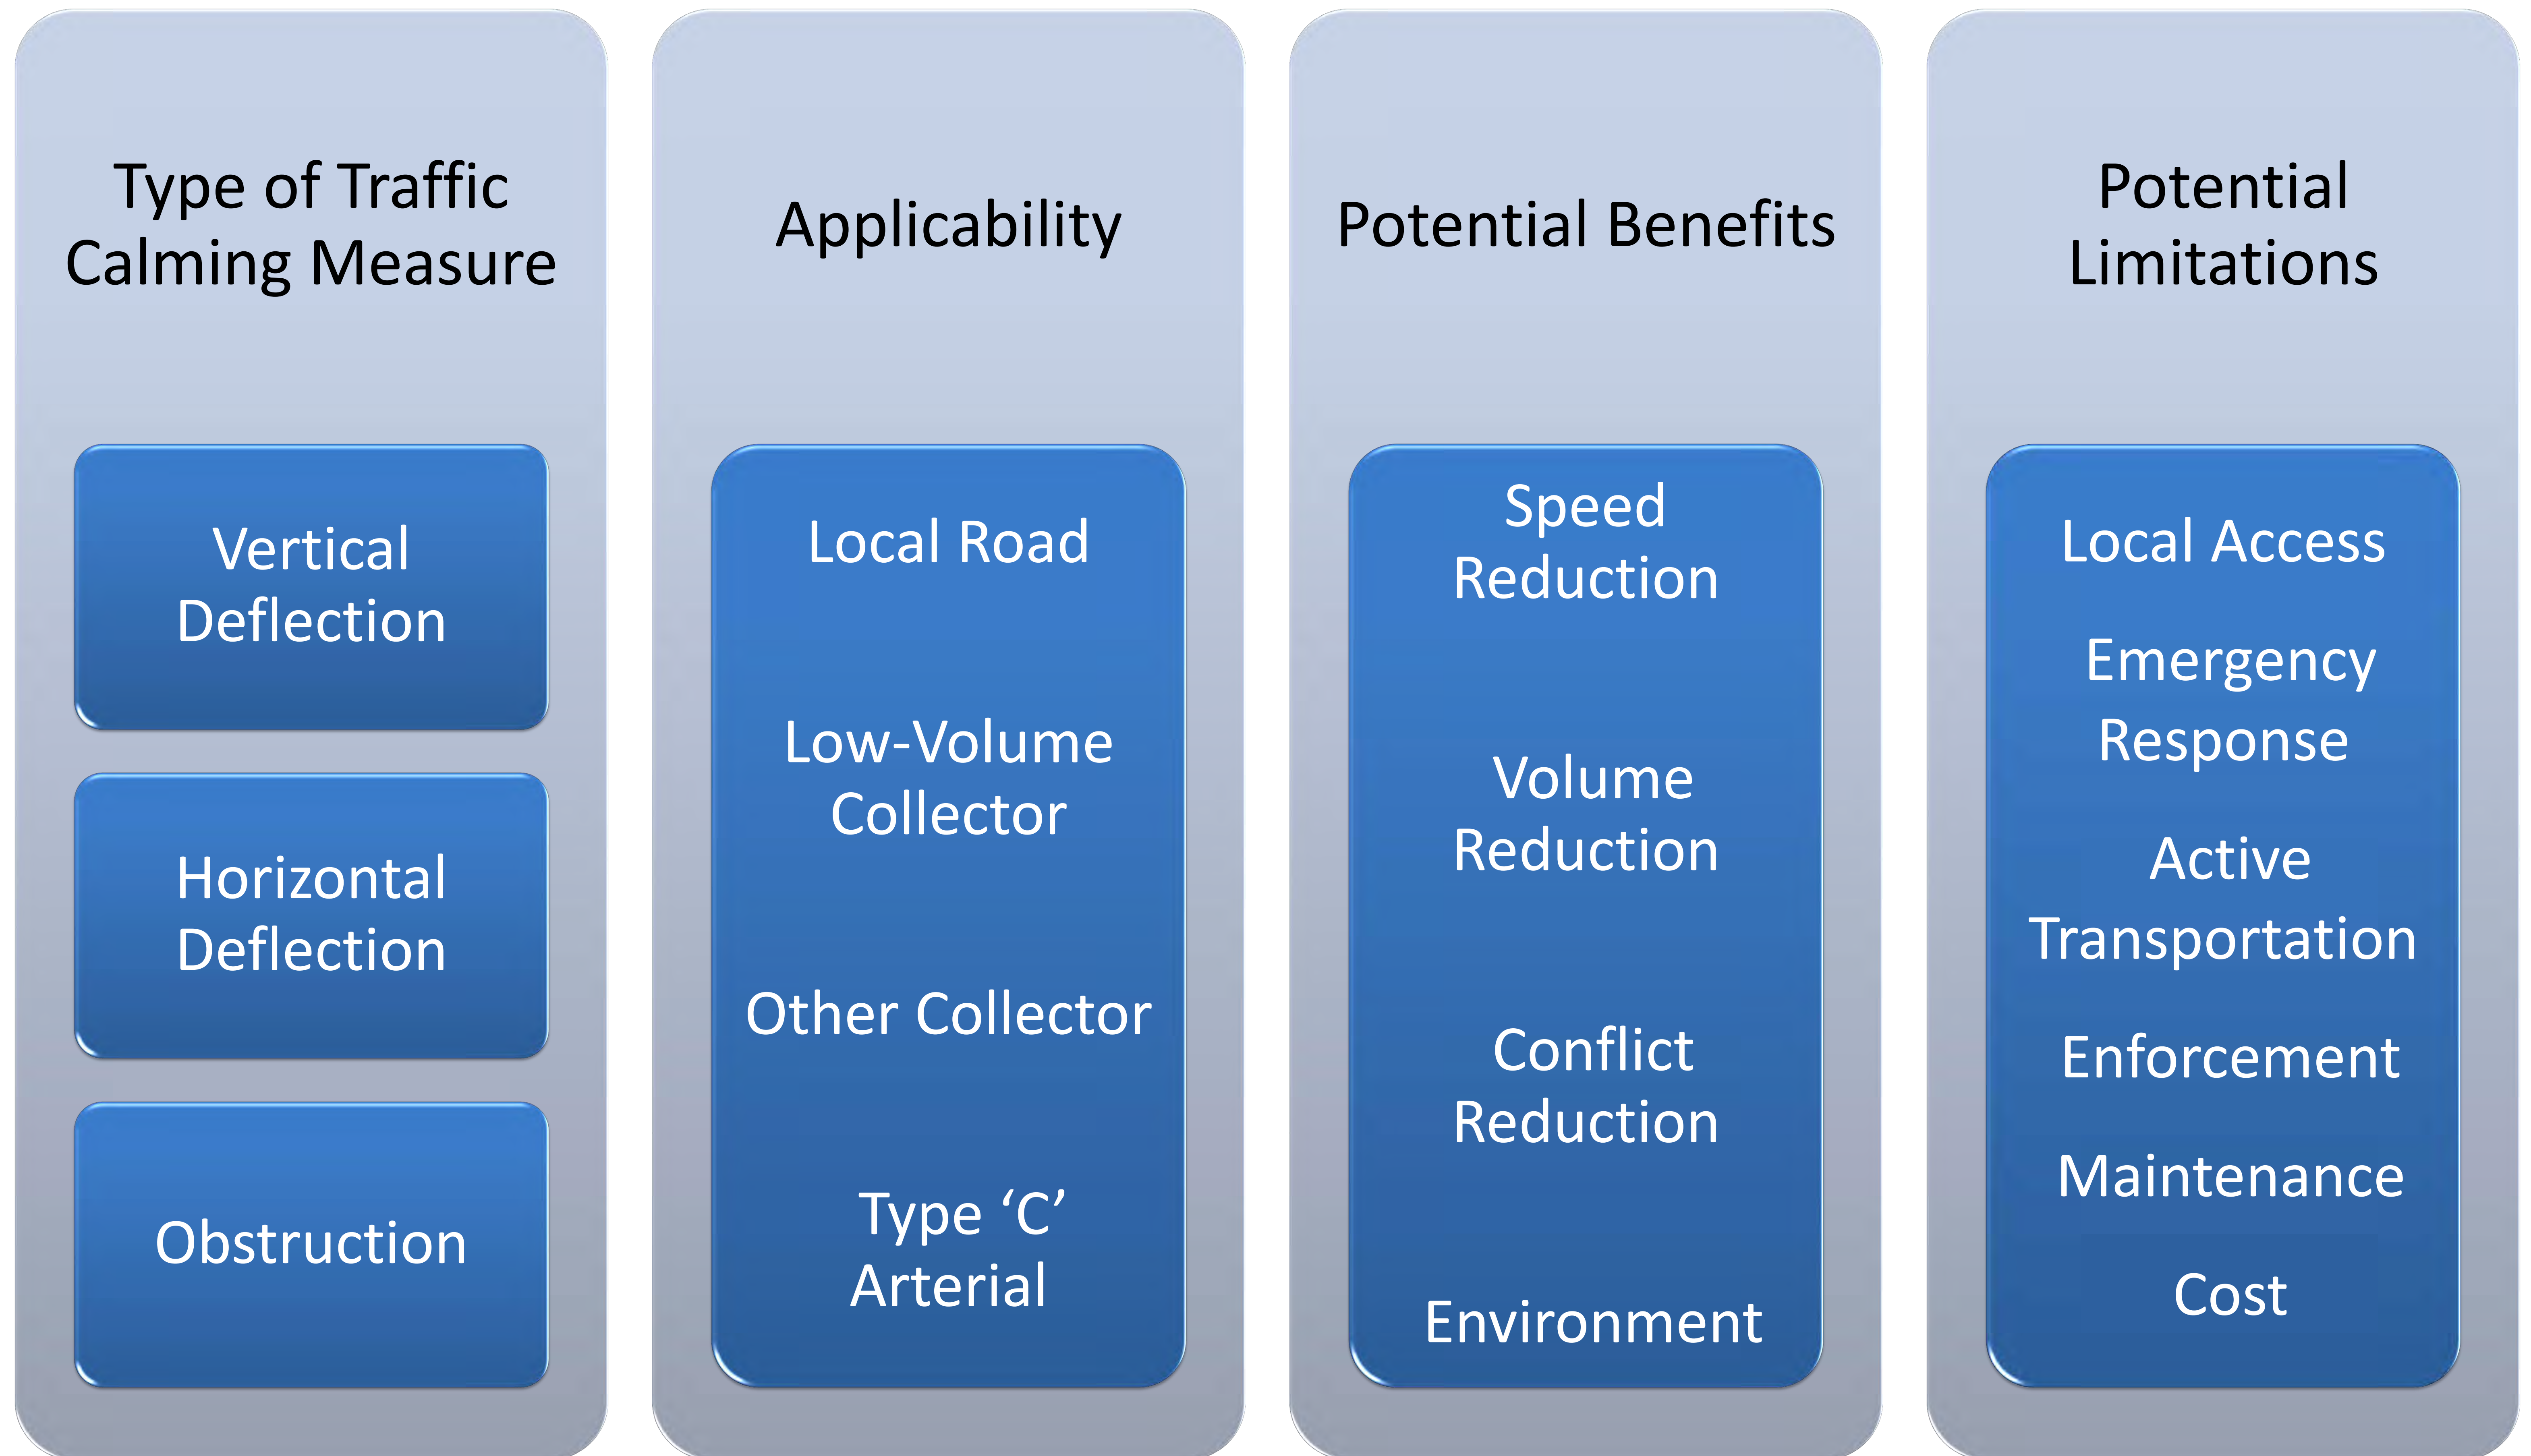 Type of Traffic
Calming Measure
Vertical
Deflection
Horizontal
Deflection
Obstruction
Applicability
Local Road
Low-Volume
Collector
Other Collector
Type ‘C’
Arterial
Potential Benefits
Speed
Reduction
Volume
Reduction
Conflict
Reduction
Environment
Potential
Limitations
Local Access
Emergency
Response
Active
Transportation
Enforcement
Maintenance
Cost